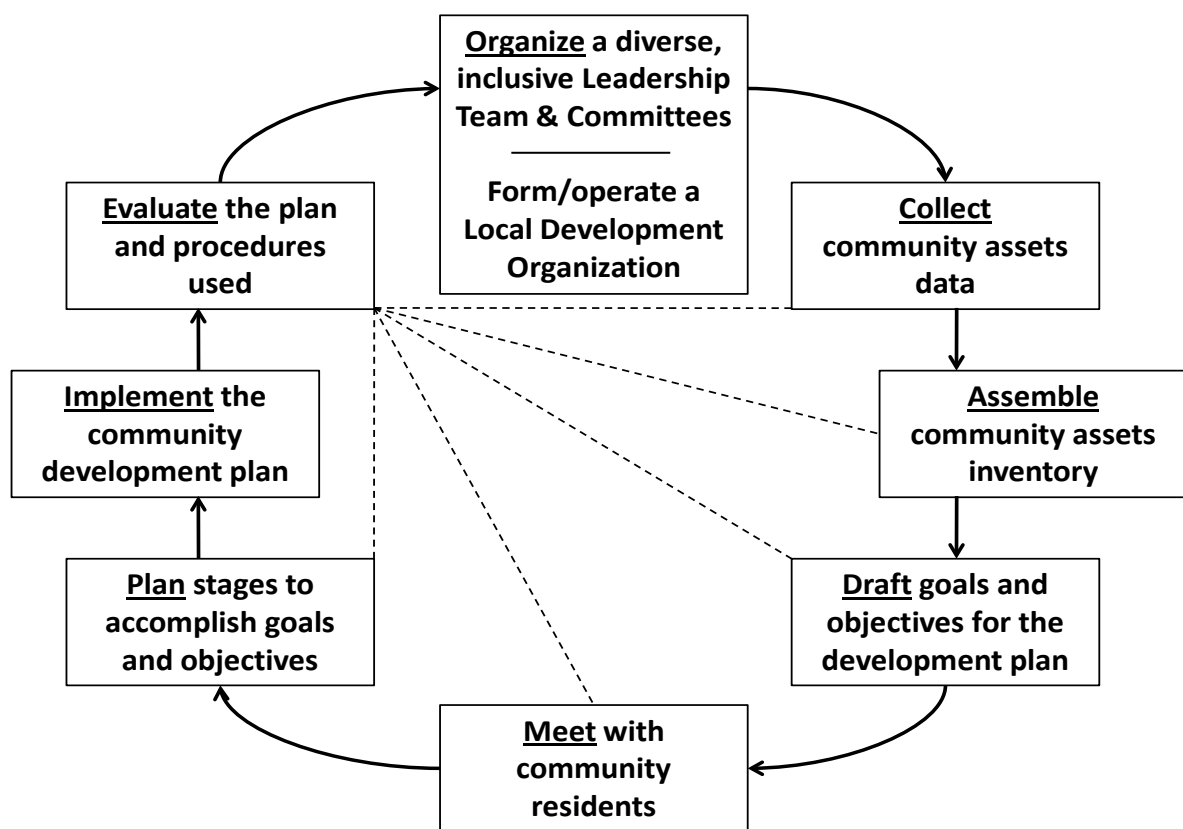 Organize a diverse,
inclusive Leadership
Team & Committees
Form/operate a
Local Development
Organization
Collect
community assets
data
Assemble
community assets
inventory
Draft goals and
objectives for the
development plan
Meet with
community
residents
Plan stages to
accomplish goals
and objectives
Implement the
community
development plan
Evaluate the plan
and procedures
used